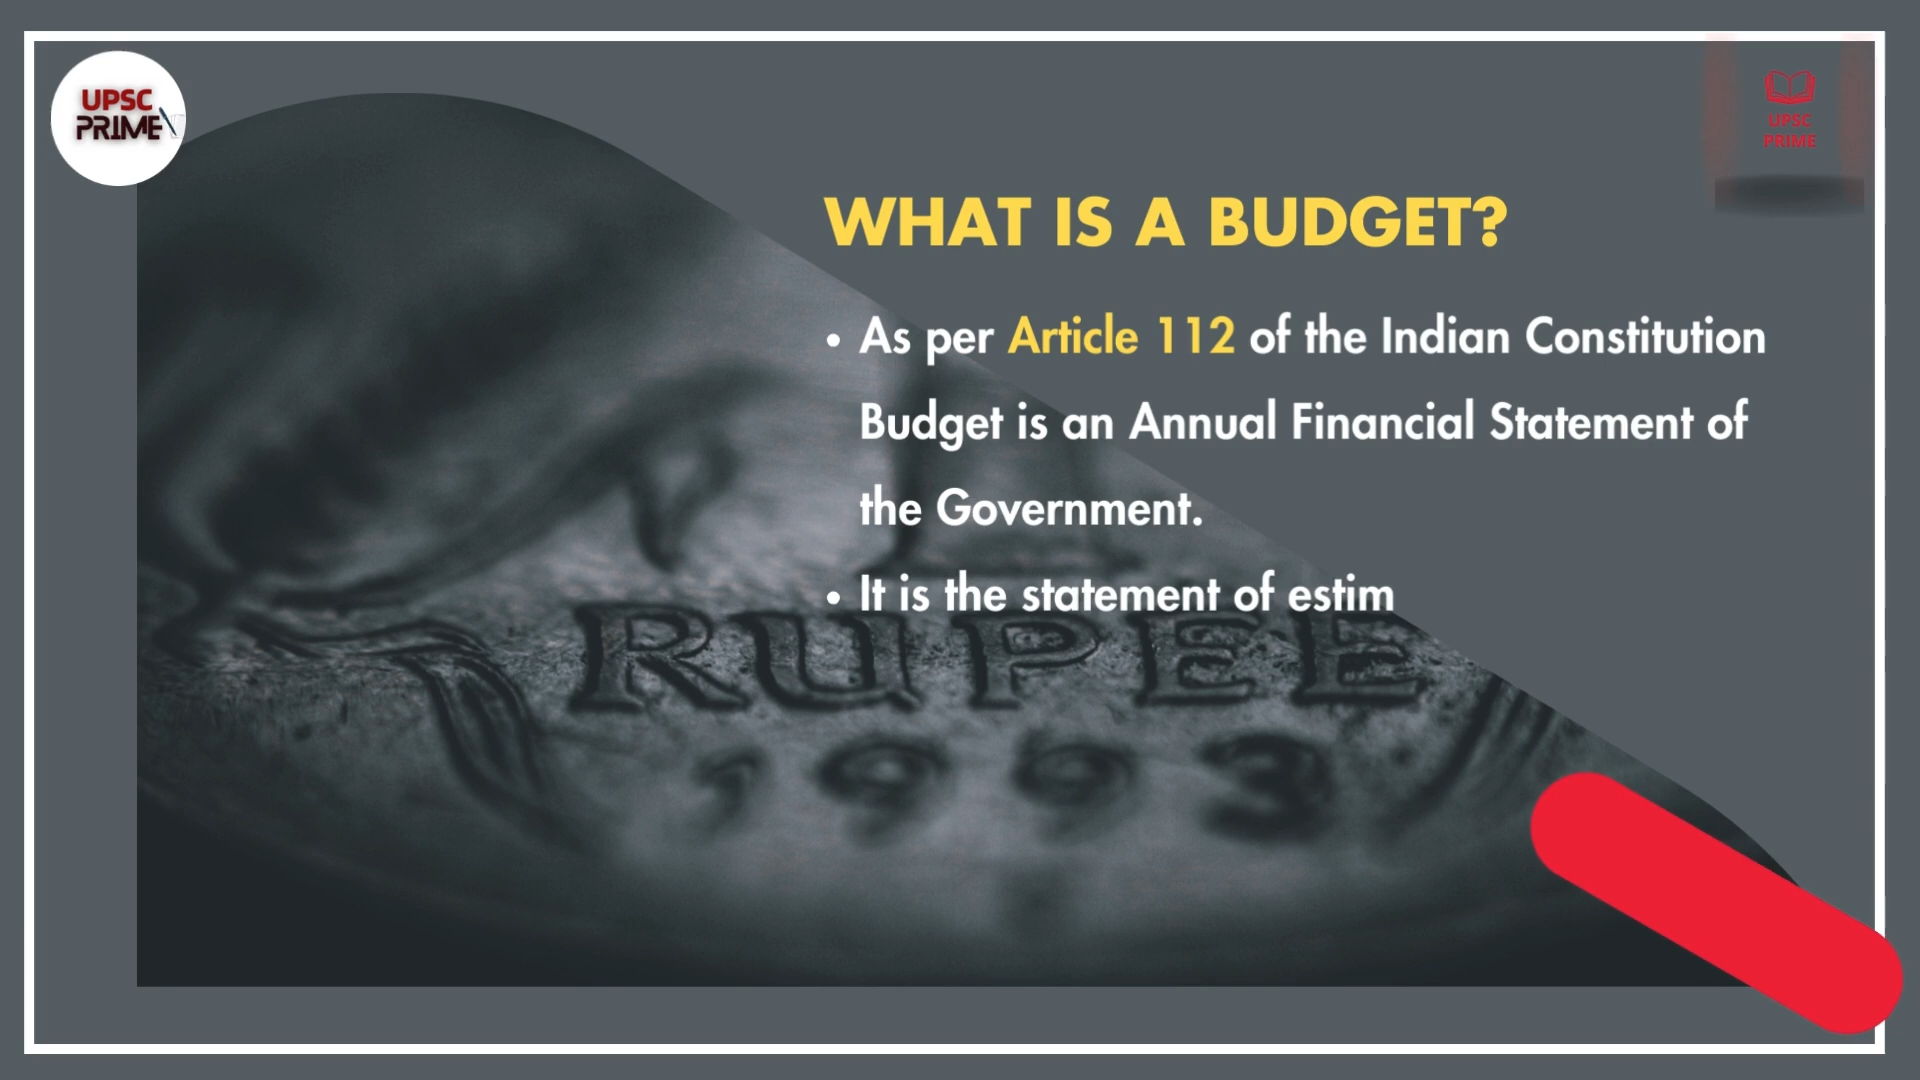 UPSC
PRIME
UPSC
PRIME
WHAT IS A BUDGET?
• As per Article 112 of the Indian Constitution
Budget is an Annual Financial Statement of
the Government.
• It is the statement of estim
RUPEE
1993